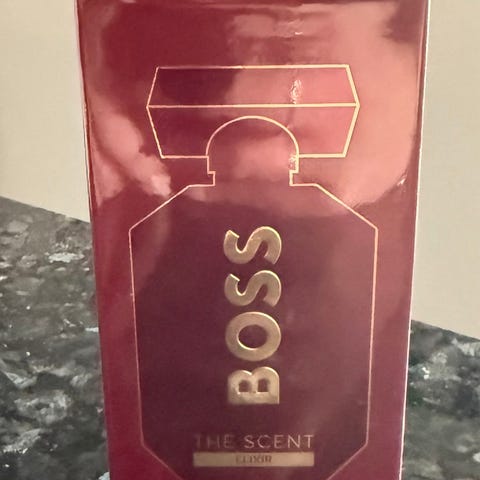 BOSS
THE SCENT
ELIXIR